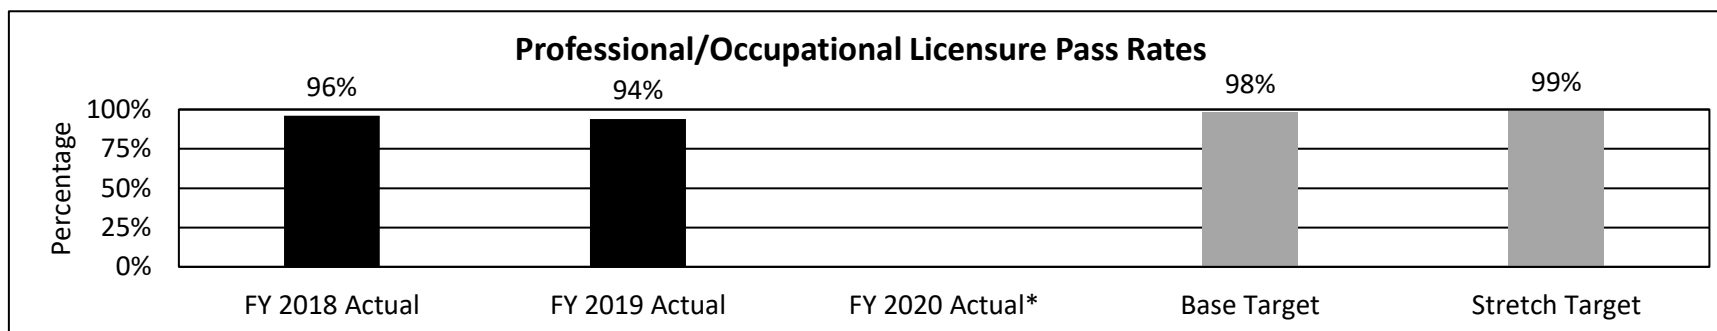 Professional/Occupational Licensure Pass Rates
96% 94% 98% 99%
Percentage
100%
75%
50%
25%
0%
FY 2018 Actual FY 2019 Actual FY 2020 Actual* Base Target Stretch Target